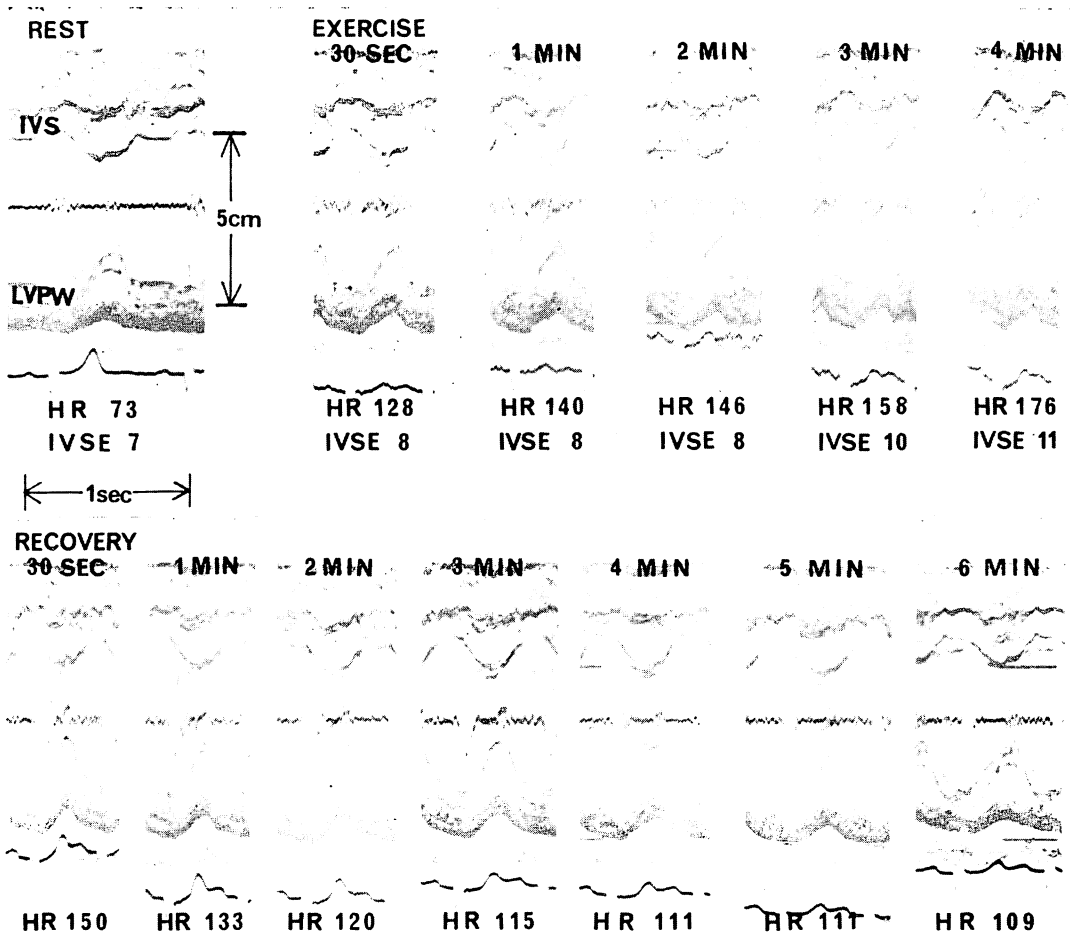 REST
EXERCISE
30 SEC 1 MIN 2 MIN 3 MIN 4 MIN
IVS
5cm
LVPW
HR 73 HR 128 HR 140 HR 146 HR 158 HR 176
IVSE 7 IVSE 8 IVSE 8 IVSE 8 IVSE 10 IVSE 11
1sec
RECOVERY
30 SEC 1 MIN 2 MIN 3 MIN 4 MIN 5 MIN 6 MIN
HR 150 HR 133 HR 120 HR 115 HR 111 HR 111 HR 109